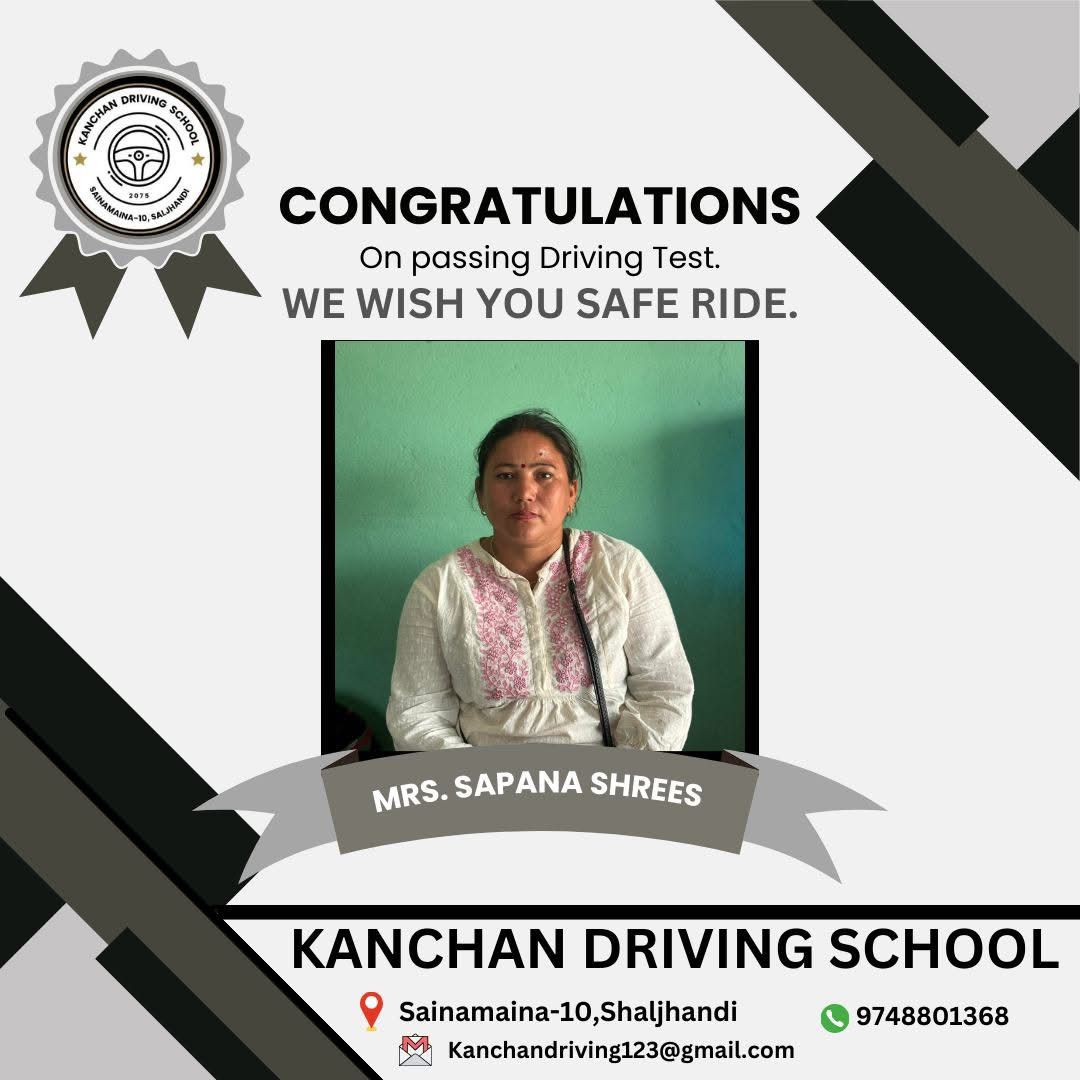 KANCHAN DRIVING SCHOOL
2075
SAINAMAINA-10, SALJHANDI
CONGRATULATIONS
On passing Driving Test.
WE WISH YOU SAFE RIDE.
MRS. SAPANA SHREES
KANCHAN DRIVING SCHOOL
Sainamaina-10,Shaljhandi
9748801368
Kanchandriving123@gmail.com